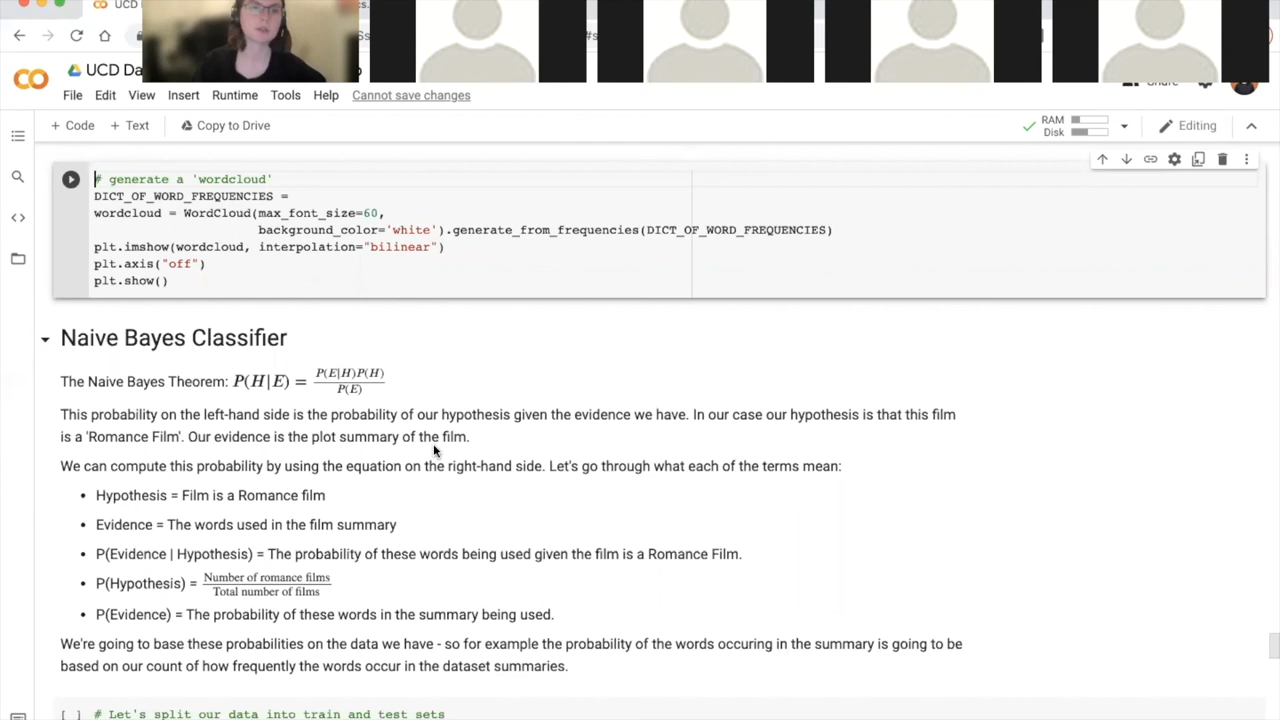 UCD
UCD Da
File Edit View Insert Runtime Tools Help Cannot save changes
+ Code + Text Copy to Drive
RAM
Disk
Editing
# generate a 'wordcloud'
DICT_OF_WORD_FREQUENCIES =
wordcloud = WordCloud(max_font_size=60,
background_color='white').generate_from_frequencies(DICT_OF_WORD_FREQUENCIES)
plt.imshow(wordcloud, interpolation="bilinear")
plt.axis("off")
plt.show()
Naive Bayes Classifier
The Naive Bayes Theorem: P(H|E) = P(E|H)P(H) / P(E)
This probability on the left-hand side is the probability of our hypothesis given the evidence we have. In our case our hypothesis is that this film
is a 'Romance Film'. Our evidence is the plot summary of the film.
We can compute this probability by using the equation on the right-hand side. Let's go through what each of the terms mean:
• Hypothesis = Film is a Romance film
• Evidence = The words used in the film summary
• P(Evidence | Hypothesis) = The probability of these words being used given the film is a Romance Film.
• P(Hypothesis) = Number of romance films / Total number of films
• P(Evidence) = The probability of these words in the summary being used.
We're going to base these probabilities on the data we have - so for example the probability of the words occuring in the summary is going to be
based on our count of how frequently the words occur in the dataset summaries.
[ ] # Let's split our data into train and test sets